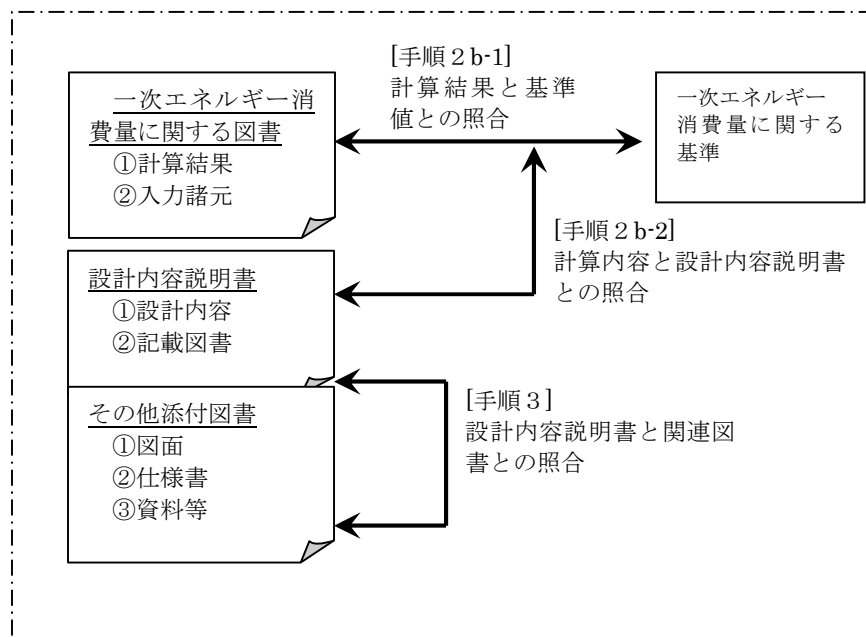 [手順２b-1]
計算結果と基準
値との照合
一次エネルギー消
費量に関する図書
①計算結果
②入力諸元
一次エネルギー
消費量に関する
基準
[手順２b-2]
計算内容と設計内容説明書
との照合
設計内容説明書
①設計内容
②記載図書
[手順３]
設計内容説明書と関連図
書との照合
その他添付図書
①図面
②仕様書
③資料等